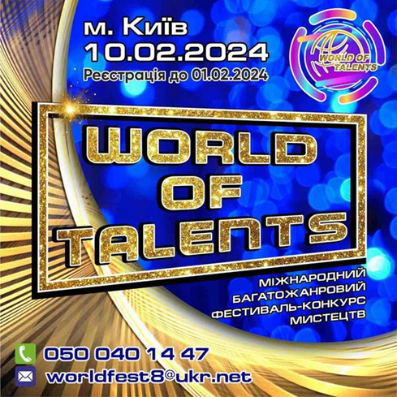 м. Київ
10.02.2024
Реєстрація до 01.02.2024
WORLD OF
TALENTS
WORLD
OF
TALENTS
МІЖНАРОДНИЙ
БАГАТОЖАНРОВИЙ
ФЕСТИВАЛЬ-КОНКУРС
МИСТЕЦТВ
050 040 14 47
worldfest8@ukr.net